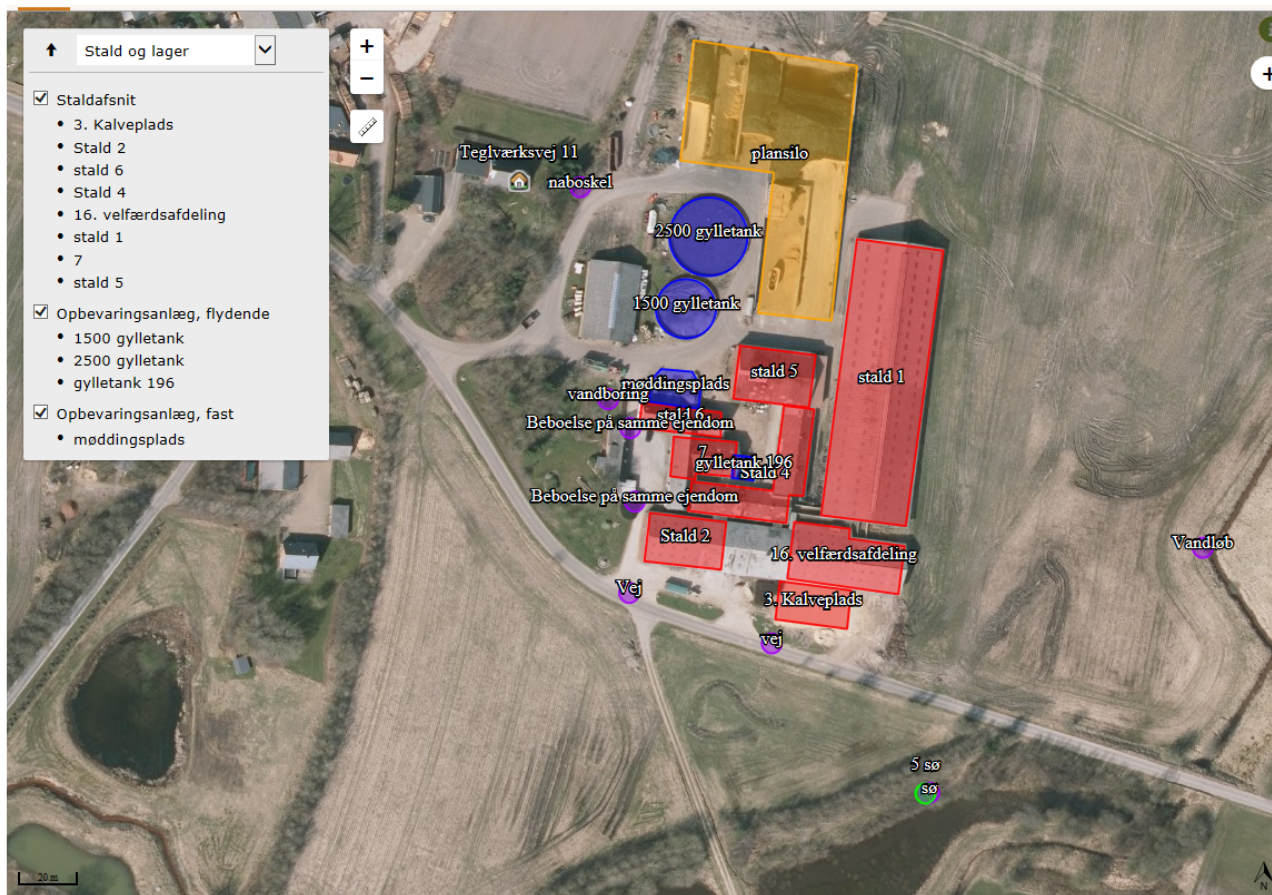 Stald og lager
Staldafsnit
3. Kalveplads
Stald 2
stald 6
Stald 4
16. velfærdsafdeling
stald 1
7
stald 5
Opbevaringsanlæg, flydende
1500 gylletank
2500 gylletank
gylletank 196
Opbevaringsanlæg, fast
møddingsplads
+
−
+
Teglværksvej 11
naboskel
plansilo
2500 gylletank
1500 gylletank
stald 5
stald 1
møddingsplads
vandboring
stald 6
Beboelse på samme ejendom
7
gylletank 196
Stald 4
Beboelse på samme ejendom
Stald 2
Vandløb
16. velfærdsafdeling
Vej
3. Kalveplads
vej
5 sø
sø
20 m
N